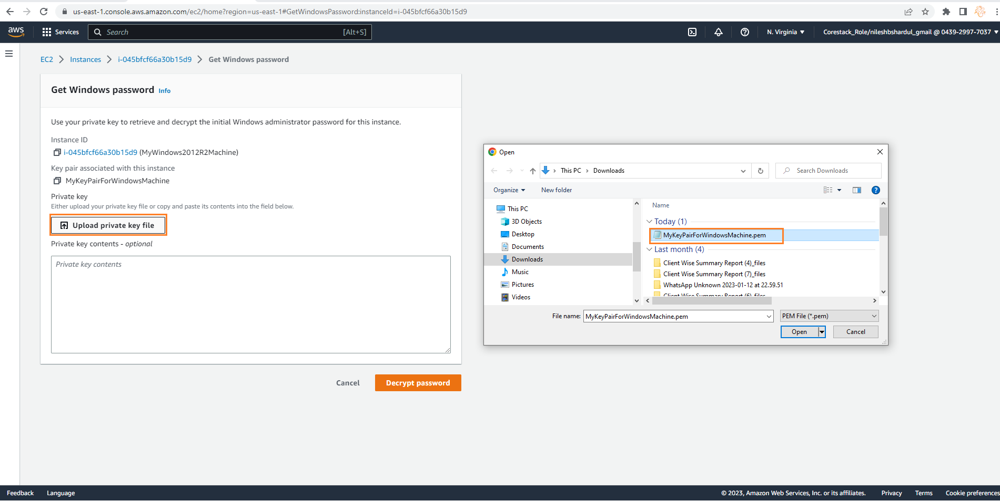 us-east-1.console.aws.amazon.com/ec2/home?region=us-east-1#GetWindowsPassword:instanceId=i-045bfcf66a30b15d9
aws
Services
Search
[Alt+S]
N. Virginia
Corestack_Role/nileshbshardul_gmail @ 0439-2997-7037
EC2
Instances
i-045bfcf66a30b15d9
Get Windows password
Get Windows password Info
Use your private key to retrieve and decrypt the initial Windows administrator password for this instance.
Instance ID
i-045bfcf66a30b15d9 (MyWindows2012R2Machine)
Key pair associated with this instance
MyKeyPairForWindowsMachine
Private key
Either upload your private key file or copy and paste its contents into the field below.
Upload private key file
Private key contents - optional
Private key contents
Cancel
Decrypt password
Open
This PC
Downloads
Search Downloads
Organize
New folder
This PC
3D Objects
Desktop
Documents
Downloads
Music
Pictures
Videos
Name
Today (1)
MyKeyPairForWindowsMachine.pem
Last month (4)
Client Wise Summary Report (4)_files
Client Wise Summary Report (7)_files
WhatsApp Unknown 2023-01-12 at 22.59.51
Client Wise Summary Report (6)_files
File name:
MyKeyPairForWindowsMachine.pem
PEM File (*.pem)
Open
Cancel
Feedback
Language
© 2023, Amazon Web Services, Inc. or its affiliates.
Privacy
Terms
Cookie preferences